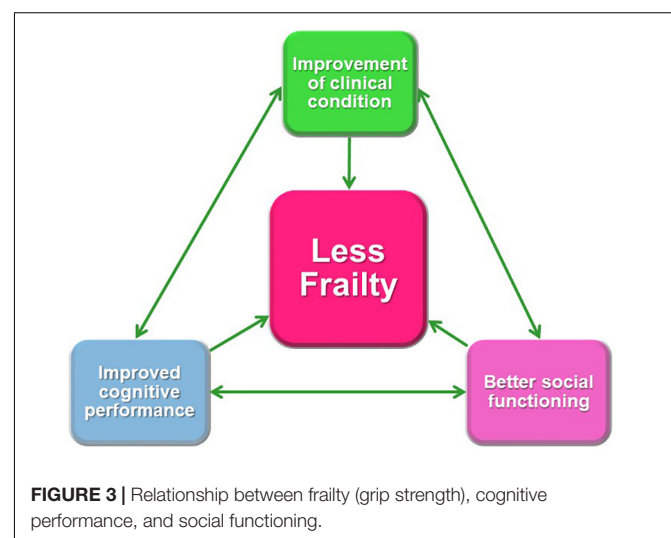 Improvement
of clinical
condition
Less
Frailty
Improved
cognitive
performance
Better social
functioning
FIGURE 3 | Relationship between frailty (grip strength), cognitive
performance, and social functioning.